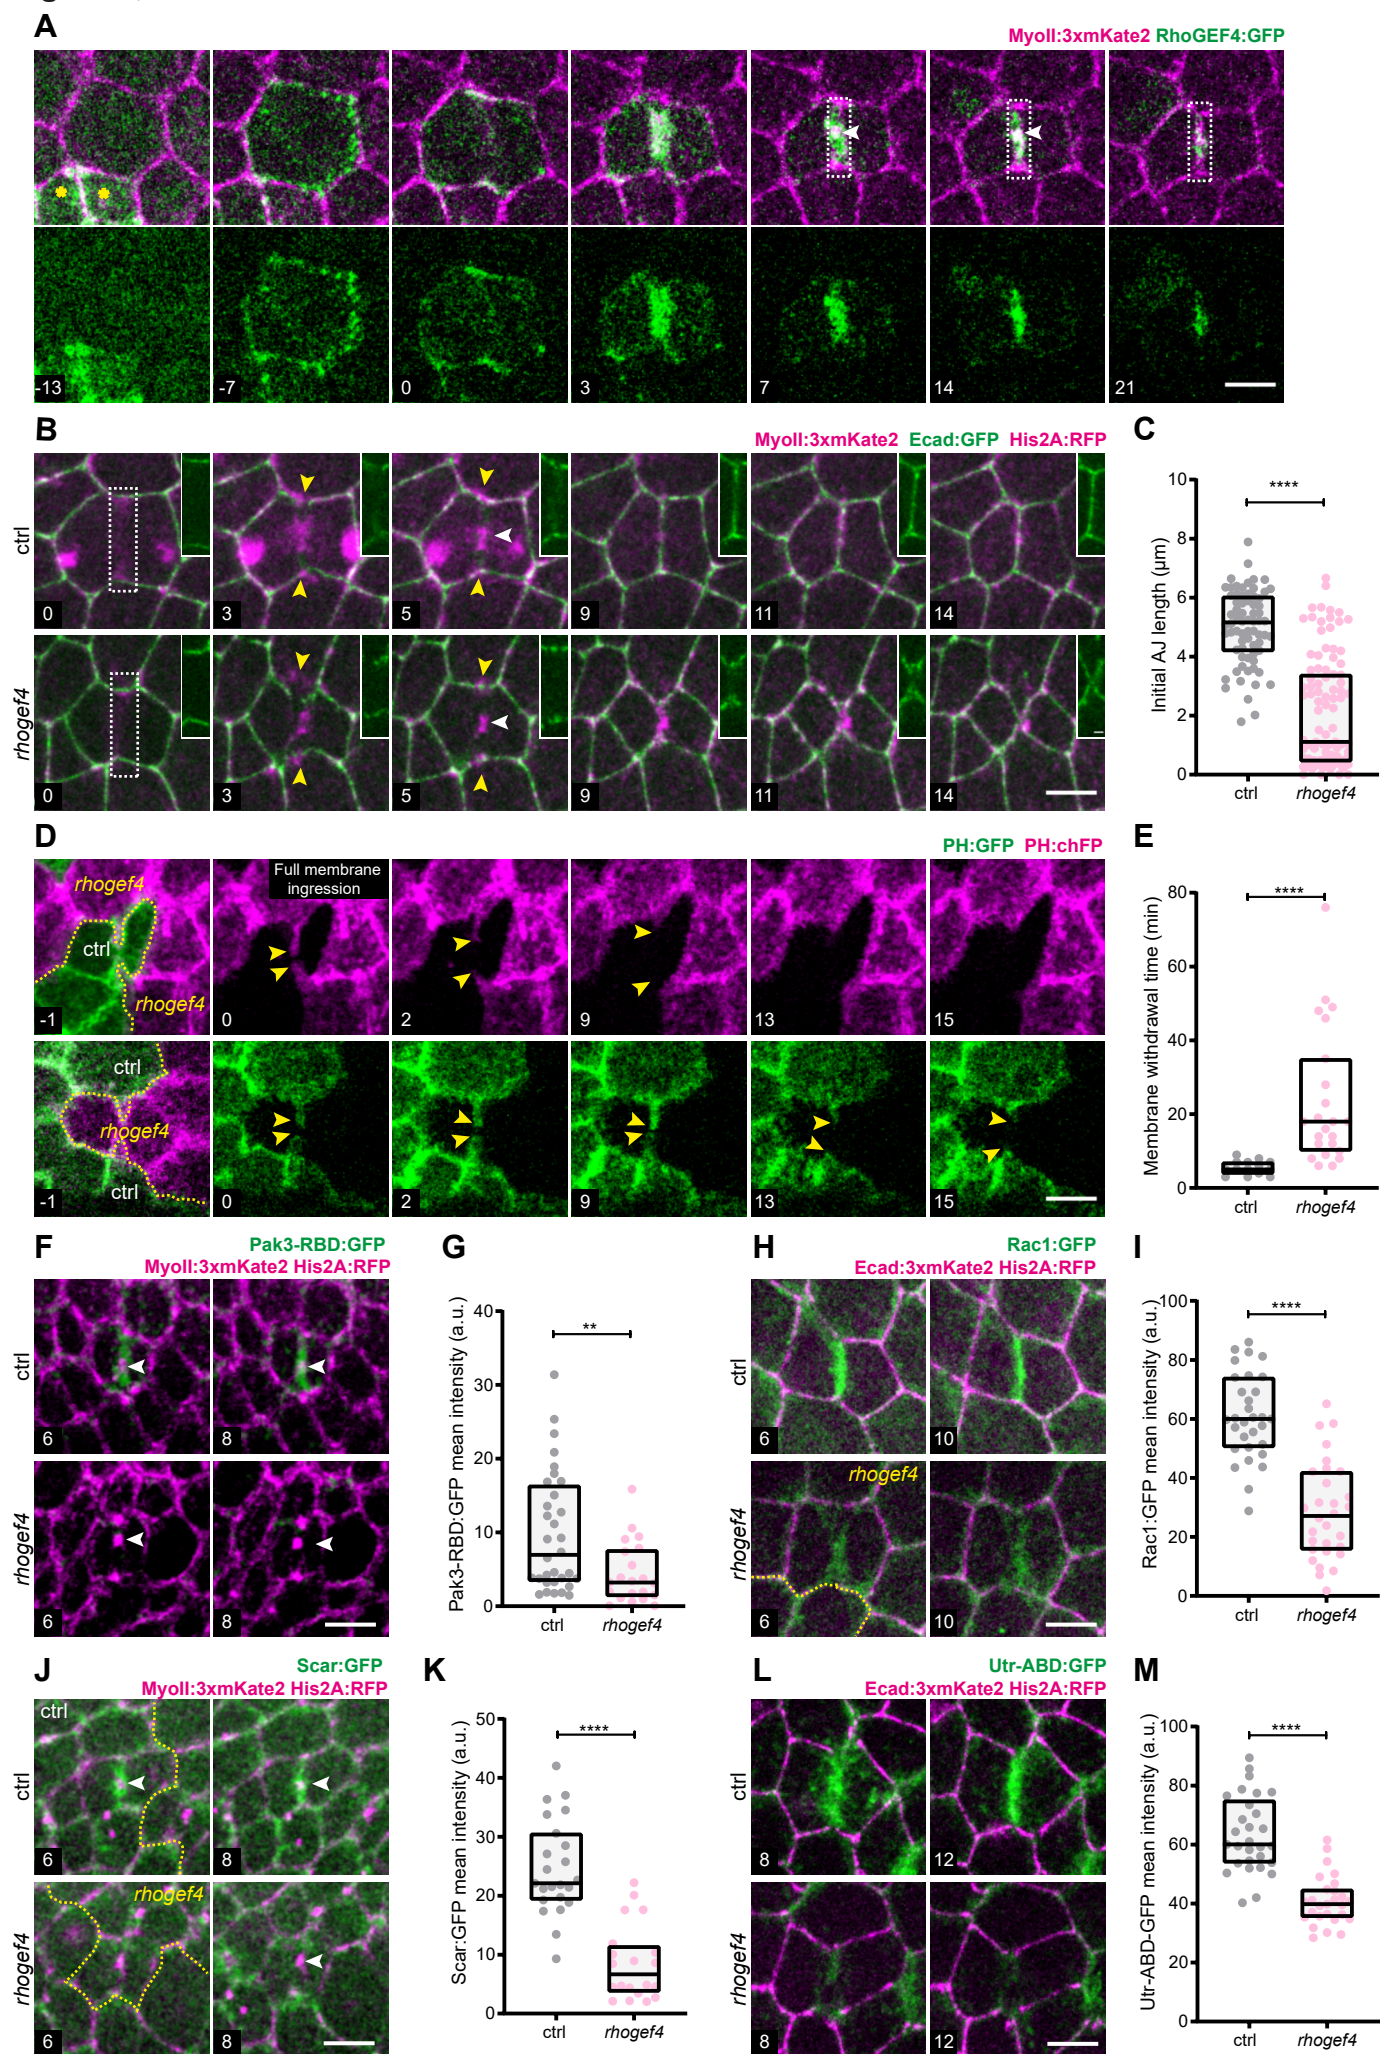 A
MyoII:3xmKate2 RhoGEF4:GFP
-13 -7 0 3 7 14 21
B
MyoII:3xmKate2 Ecad:GFP His2A:RFP
ctrl
0 3 5 9 11 14
rhogef4
0 3 5 9 11 14
C
Initial AJ length (µm)
10
8
6
4
2
0
****
ctrl rhogef4
D
PH:GFP PH:chFP
rhogef4
ctrl
rhogef4
Full membrane
ingression
-1 0 2 9 13 15
ctrl
rhogef4
ctrl
-1 0 2 9 13 15
E
Membrane withdrawal time (min)
80
60
40
20
0
****
ctrl rhogef4
F
Pak3-RBD:GFP
MyoII:3xmKate2 His2A:RFP
ctrl
6 8
rhogef4
6 8
G
Pak3-RBD:GFP mean intensity (a.u.)
40
30
20
10
0
**
ctrl rhogef4
H
Rac1:GFP
Ecad:3xmKate2 His2A:RFP
ctrl
6 10
rhogef4
rhogef4
6 10
I
Rac1:GFP mean intensity (a.u.)
100
80
60
40
20
0
****
ctrl rhogef4
J
Scar:GFP
MyoII:3xmKate2 His2A:RFP
ctrl
ctrl
6 8
rhogef4
rhogef4
6 8
K
Scar:GFP mean intensity (a.u.)
50
40
30
20
10
0
****
ctrl rhogef4
L
Utr-ABD:GFP
Ecad:3xmKate2 His2A:RFP
ctrl
8 12
rhogef4
8 12
M
Utr-ABD-GFP mean intensity (a.u.)
100
80
60
40
20
0
****
ctrl rhogef4